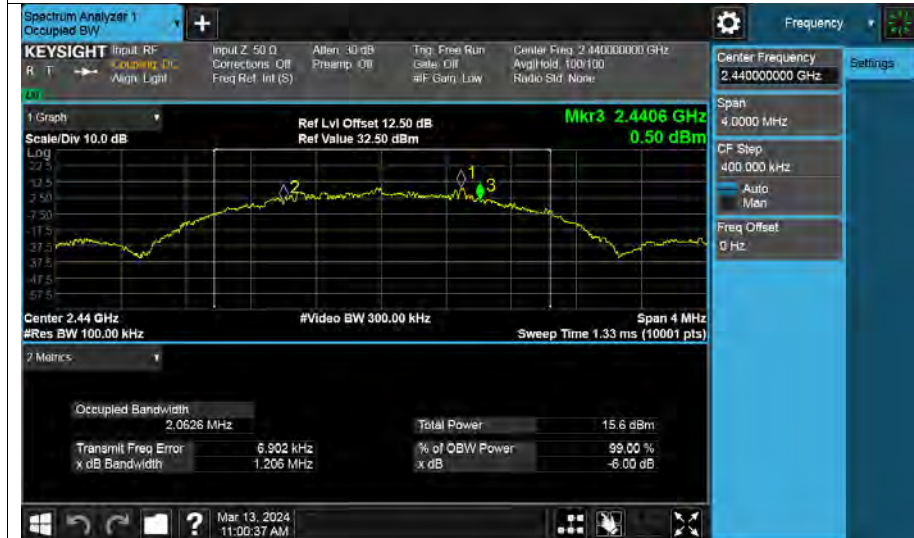 Spectrum Analyzer 1
Occupied BW
+
Frequency
KEYSIGHT Input: RF
R T Coupling: DC
Align: Light
Input Z: 50 Ω
Corrections: Off
Freq Ref: Int (S)
Atten: 30 dB
Preamp: Off
Trig: Free Run
Gate: Off
#IF Gain: Low
Center Freq: 2.440000000 GHz
Avg|Hold: 100/100
Radio Std: None
Center Frequency
2.440000000 GHz
Settings
Span
4.0000 MHz
CF Step
400.000 kHz
Auto
Man
Freq Offset
0 Hz
1 Graph
Scale/Div 10.0 dB
Ref Lvl Offset 12.50 dB
Ref Value 32.50 dBm
Mkr3 2.4406 GHz
0.50 dBm
Log
22.5
12.5
2.50
-7.50
-17.5
-27.5
-37.5
-47.5
-57.5
1
2
3
Center 2.44 GHz
#Res BW 100.00 kHz
#Video BW 300.00 kHz
Span 4 MHz
Sweep Time 1.33 ms (10001 pts)
2 Metrics
Occupied Bandwidth
2.0626 MHz
Total Power 15.6 dBm
Transmit Freq Error 6.902 kHz
% of OBW Power 99.00 %
x dB Bandwidth 1.206 MHz
x dB -6.00 dB
?
Mar 13, 2024
11:00:37 AM